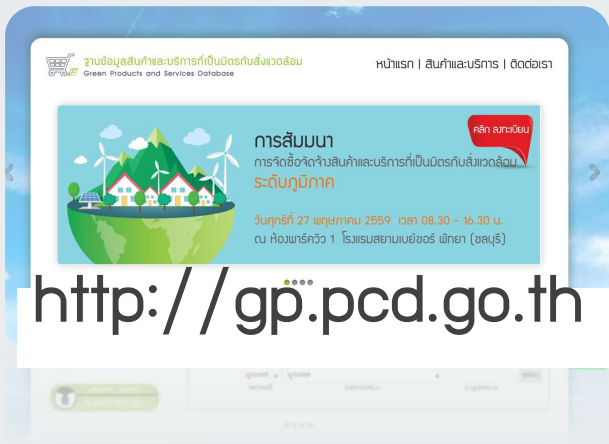 ฐานข้อมูลสินค้าและบริการที่เป็นมิตรกับสิ่งแวดล้อม
Green Products and Services Database
หน้าแรก | สินค้าและบริการ | ติดต่อเรา
คลิก ลงทะเบียน
การสัมมนา
การจัดซื้อจัดจ้างสินค้าและบริการที่เป็นมิตรกับสิ่งแวดล้อม
ระดับภูมิภาค
วันศุกร์ที่ 27 พฤษภาคม 2559 เวลา 08.30 - 16.30 น.
ณ ห้องพาร์ควิว 1 โรงแรมสยามเบย์ชอร์ พัทยา (ชลบุรี)
http://gp.pcd.go.th